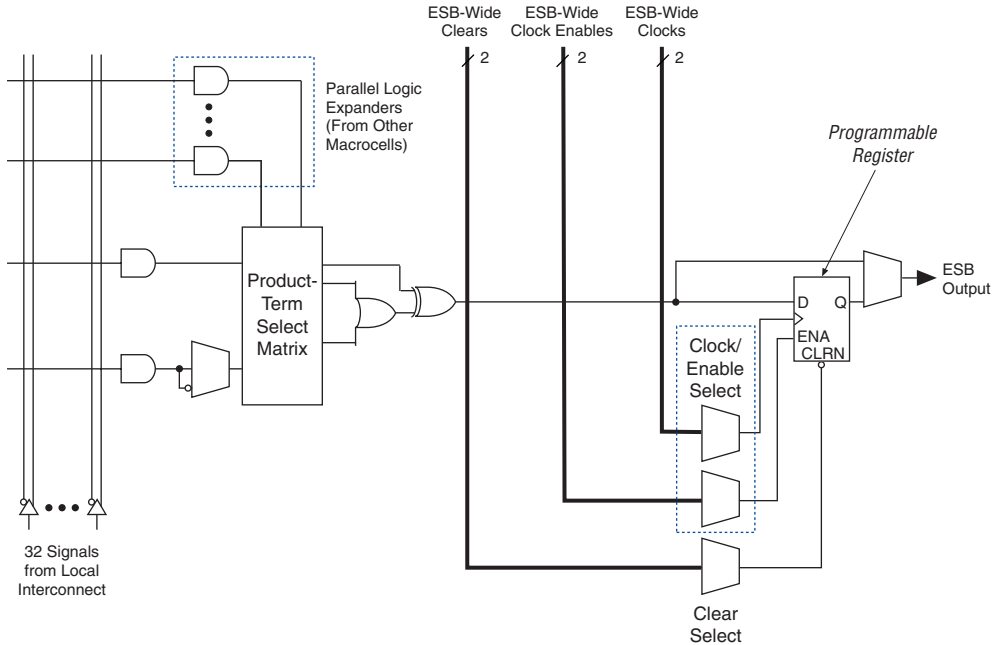 ESB-Wide
Clears
ESB-Wide
Clock Enables
ESB-Wide
Clocks
2
2
2
Parallel Logic
Expanders
(From Other
Macrocells)
Programmable
Register
Product-
Term
Select
Matrix
ESB
Output
D
Q
ENA
CLRN
Clock/
Enable
Select
32 Signals
from Local
Interconnect
Clear
Select